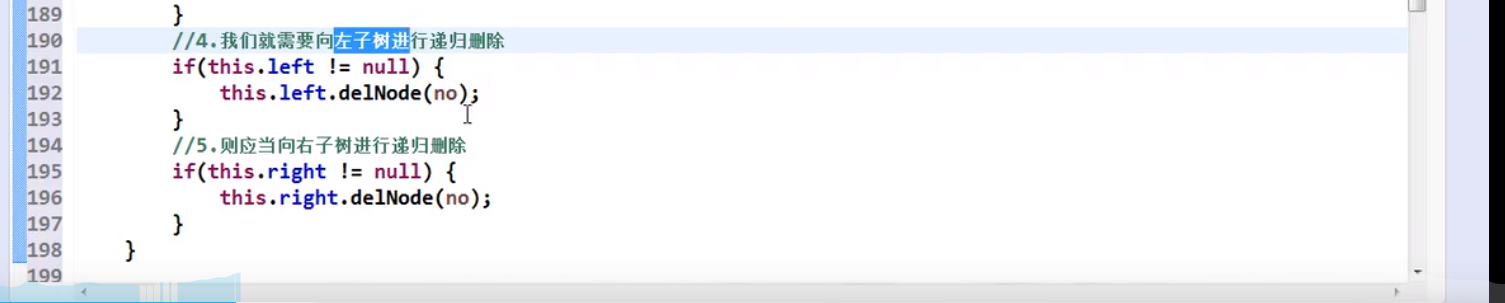 189 }
190 //4.我们就需要向左子树进行递归删除
191 if(this.left != null) {
192 this.left.delNode(no);
193 }
194 //5.则应当向右子树进行递归删除
195 if(this.right != null) {
196 this.right.delNode(no);
197 }
198 }
199